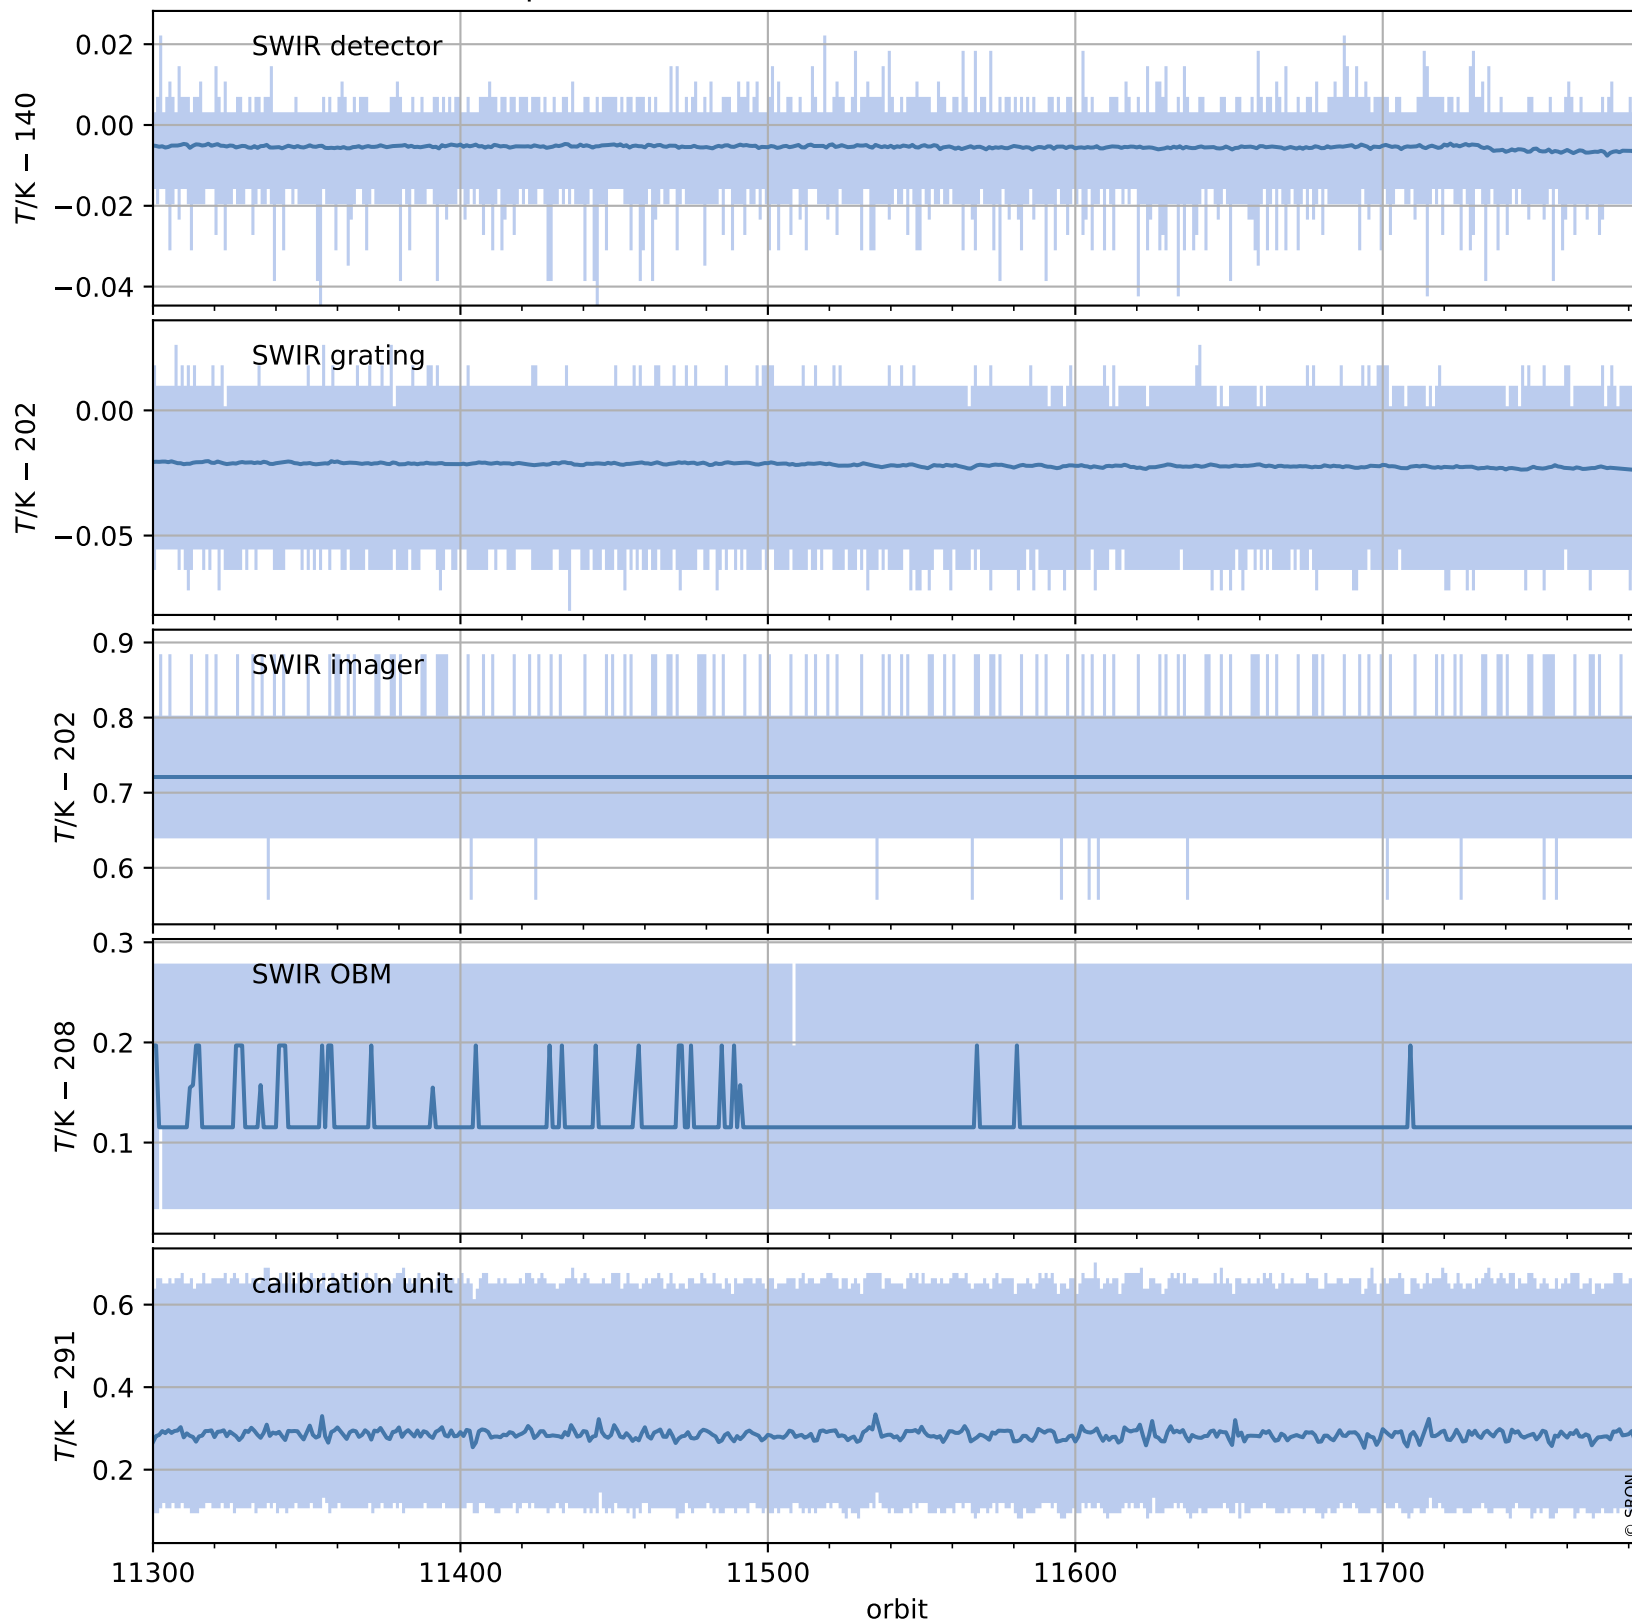 SWIR detector
0.02
0.00
−0.02
−0.04
T/K − 140
SWIR grating
0.00
−0.05
T/K − 202
SWIR imager
0.9
0.8
0.7
0.6
T/K − 202
SWIR OBM
0.3
0.2
0.1
T/K − 208
calibration unit
0.6
0.4
0.2
T/K − 291
11300 11400 11500 11600 11700
orbit
© SRON